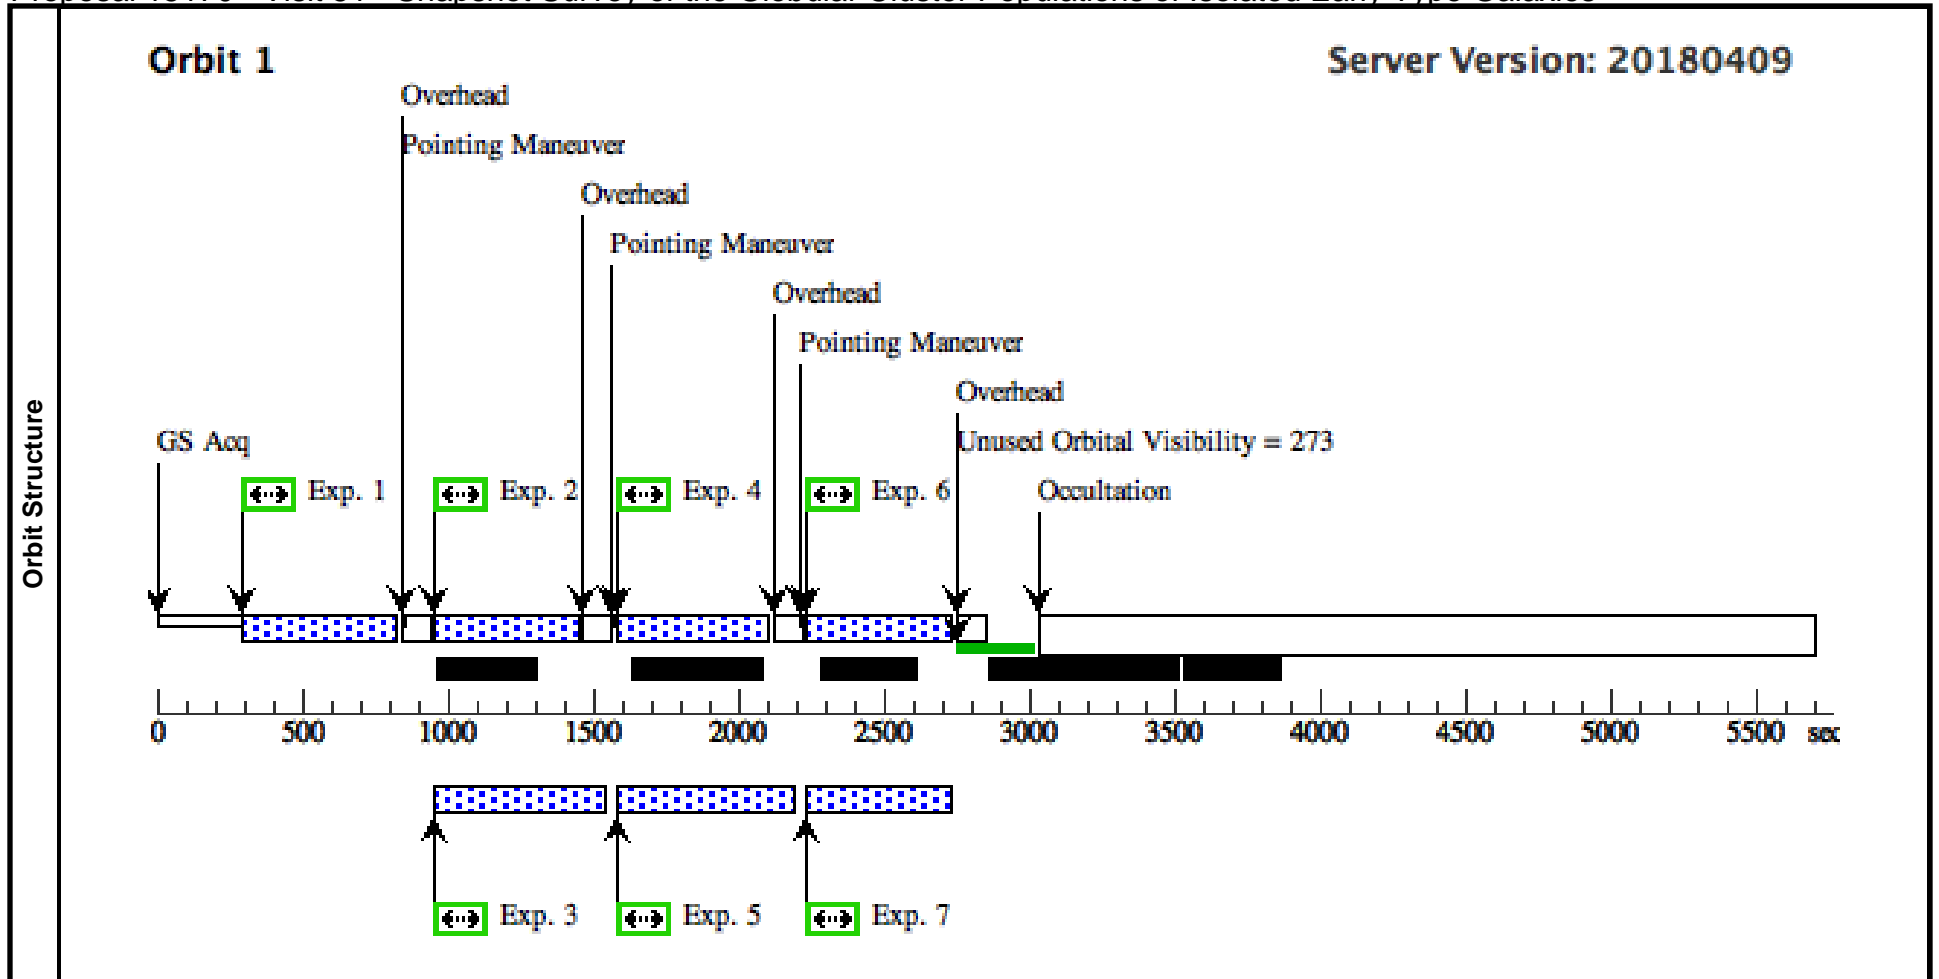 Orbit Structure
Orbit 1
Server Version: 20180409
Overhead
Pointing Maneuver
Overhead
Pointing Maneuver
Overhead
Pointing Maneuver
Overhead
GS Acq
Unused Orbital Visibility = 273
Exp. 1
Exp. 2
Exp. 4
Exp. 6
Occultation
0 500 1000 1500 2000 2500 3000 3500 4000 4500 5000 5500 sec
Exp. 3
Exp. 5
Exp. 7